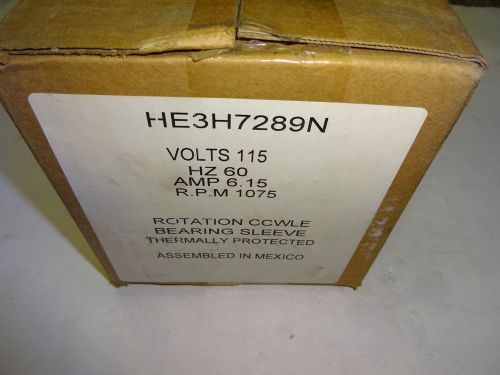 HE3H7289N
VOLTS 115
HZ 60
AMP 6.15
R.P.M 1075
ROTATION CCWLE
BEARING SLEEVE
THERMALLY PROTECTED
ASSEMBLED IN MEXICO